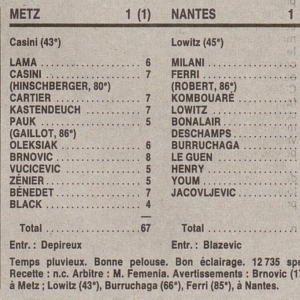 METZ ........ 1 (1) NANTES ........ 1
Casini (43*) Lowitz (45*)
LAMA ........ 6 MILANI ........
CASINI ........ 7 FERRI ........
(HINSCHBERGER, 80*) (ROBERT, 86*)
CARTIER ........ 7 KOMBOUARÉ ........
KASTENDEUCH ........ 7 LOWITZ ........
PAUK ........ 5 BONALAIR ........
(GAILLOT, 86*) DESCHAMPS ........
OLEKSIAK ........ 6 BURRUCHAGA ........
BRNOVIC ........ 8 LE GUEN ........
VUCICEVIC ........ 5 HENRY ........
ZÉNIER ........ 5 YOUM ........
BÉNEDET ........ 7 JACOVLJEVIC ........
BLACK ........ 4
Total ........ 67 Total ........
Entr.: Depireux Entr.: Blazevic
Temps pluvieux. Bonne pelouse. Bon éclairage. 12 735 spe
Recette : n.c. Arbitre : M. Femenia. Avertissements : Brnovic (1
à Metz ; Lowitz (43*), Burruchaga (66*), Ferri (85*), à Nantes.